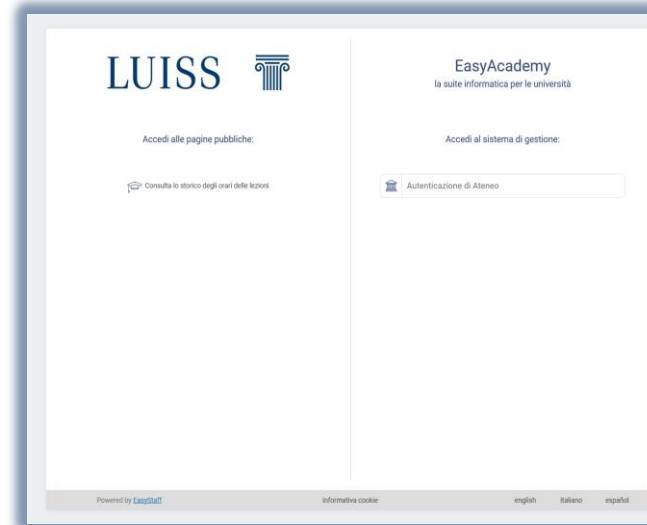 LUISS
Accedi alle pagine pubbliche:
Consulta lo storico degli orari delle lezioni
EasyAcademy
la suite informatica per le università
Accedi al sistema di gestione:
Autenticazione di Ateneo
Powered by EasyStaff
Informativa cookie
english italiano español